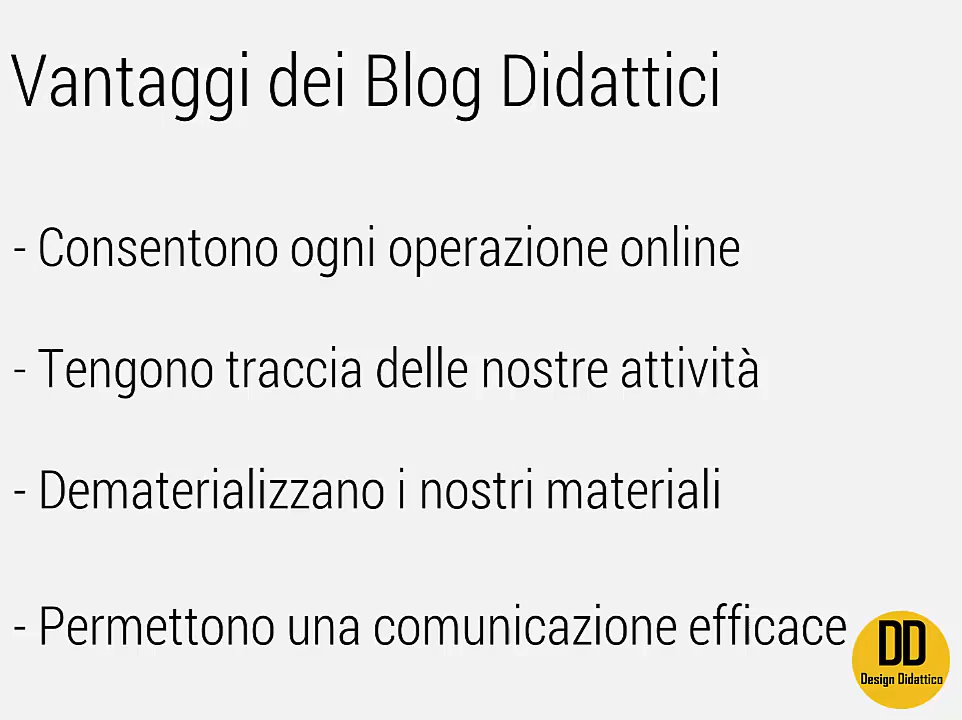 Vantaggi dei Blog Didattici
- Consentono ogni operazione online
- Tengono traccia delle nostre attività
- Dematerializzano i nostri materiali
- Permettono una comunicazione efficace
DD
Design Didattico